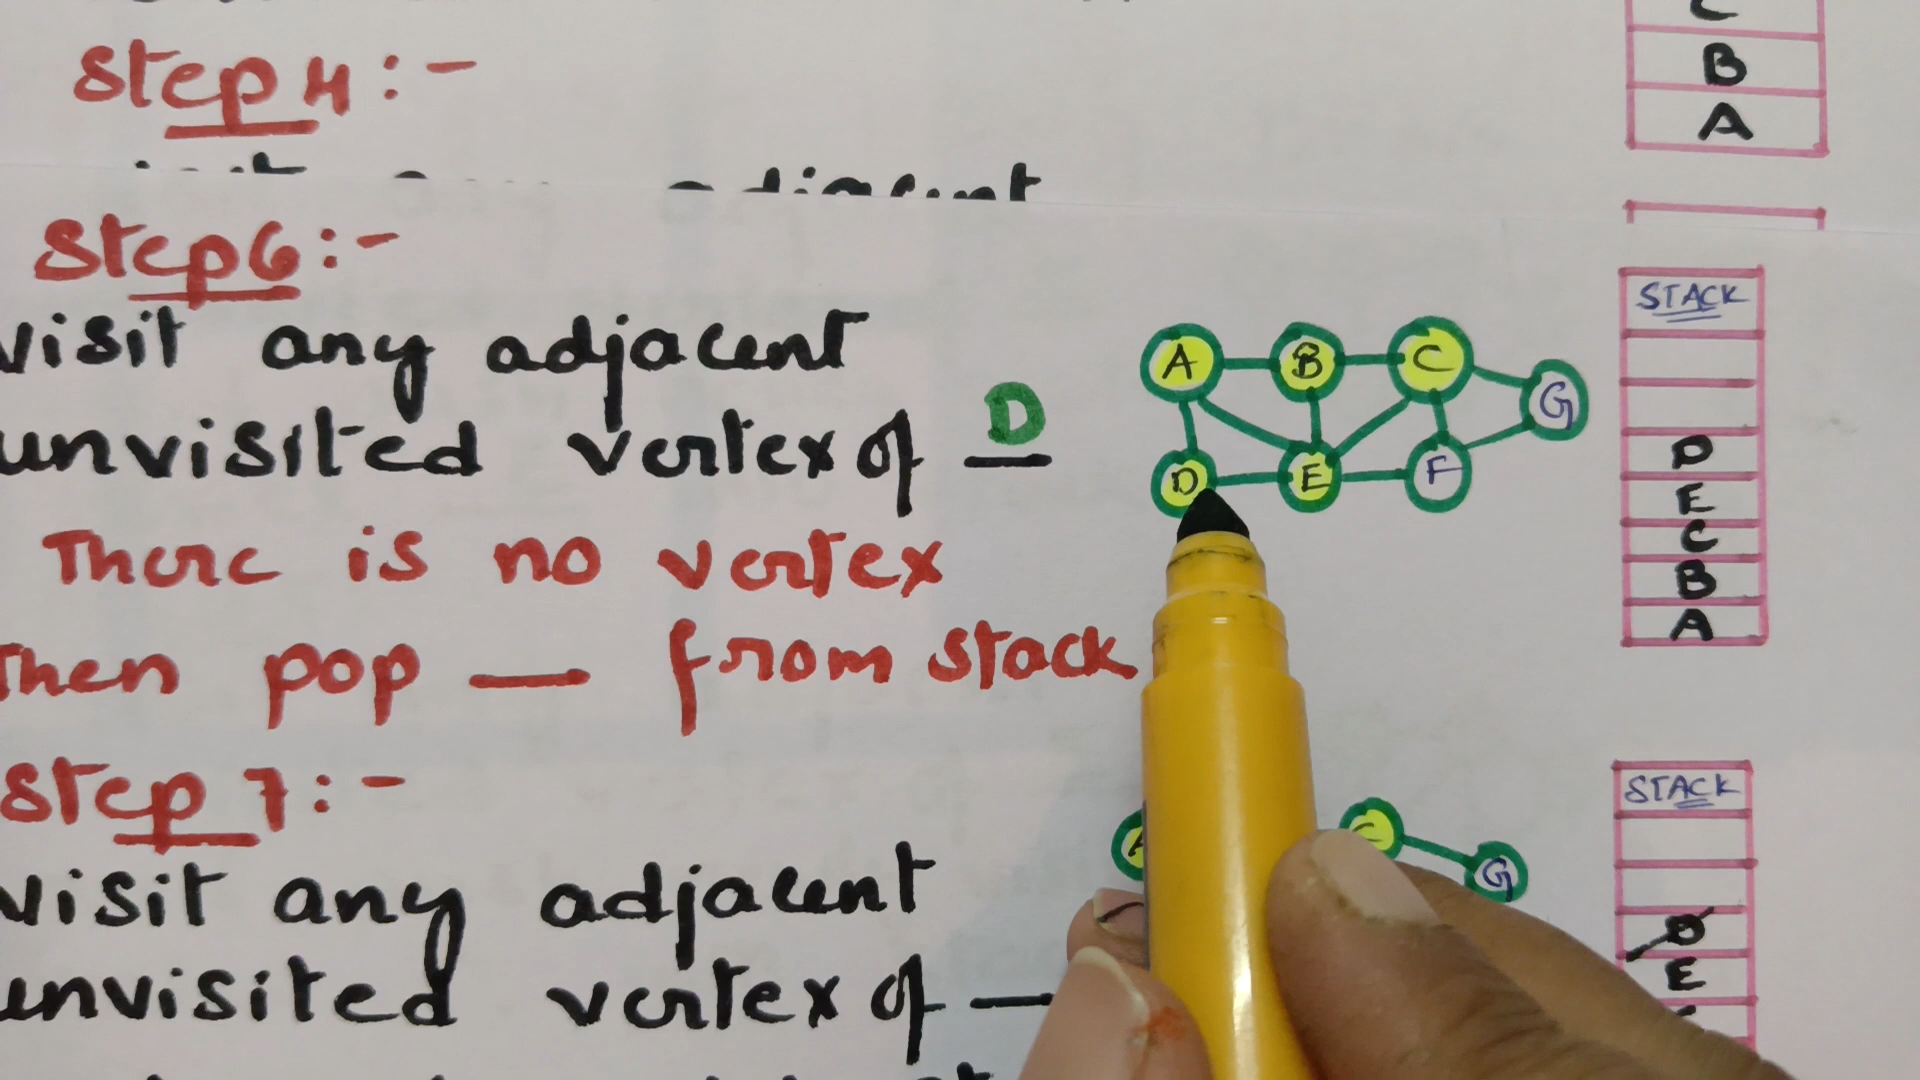 C
B
A
Step 4:-
adjacent
Step 6:-
visit any adjacent
unvisited vertex of D
There is no vertex
Then pop — from stack
A B C G
D E F
STACK
D
E
C
B
A
Step 7:-
visit any adjacent
unvisited vertex of —
A C G
STACK
D
E